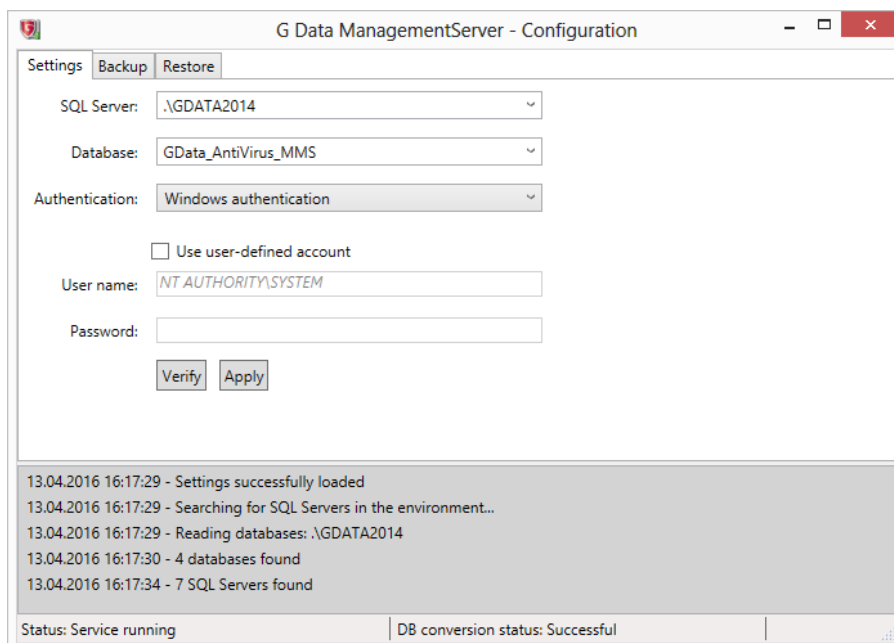 G Data ManagementServer - Configuration
Settings Backup Restore
SQL Server: .\GDATA2014
Database: GData_AntiVirus_MMS
Authentication: Windows authentication
Use user-defined account
User name: NT AUTHORITY\SYSTEM
Password:
Verify Apply
13.04.2016 16:17:29 - Settings successfully loaded
13.04.2016 16:17:29 - Searching for SQL Servers in the environment...
13.04.2016 16:17:29 - Reading databases: .\GDATA2014
13.04.2016 16:17:30 - 4 databases found
13.04.2016 16:17:34 - 7 SQL Servers found
Status: Service running DB conversion status: Successful